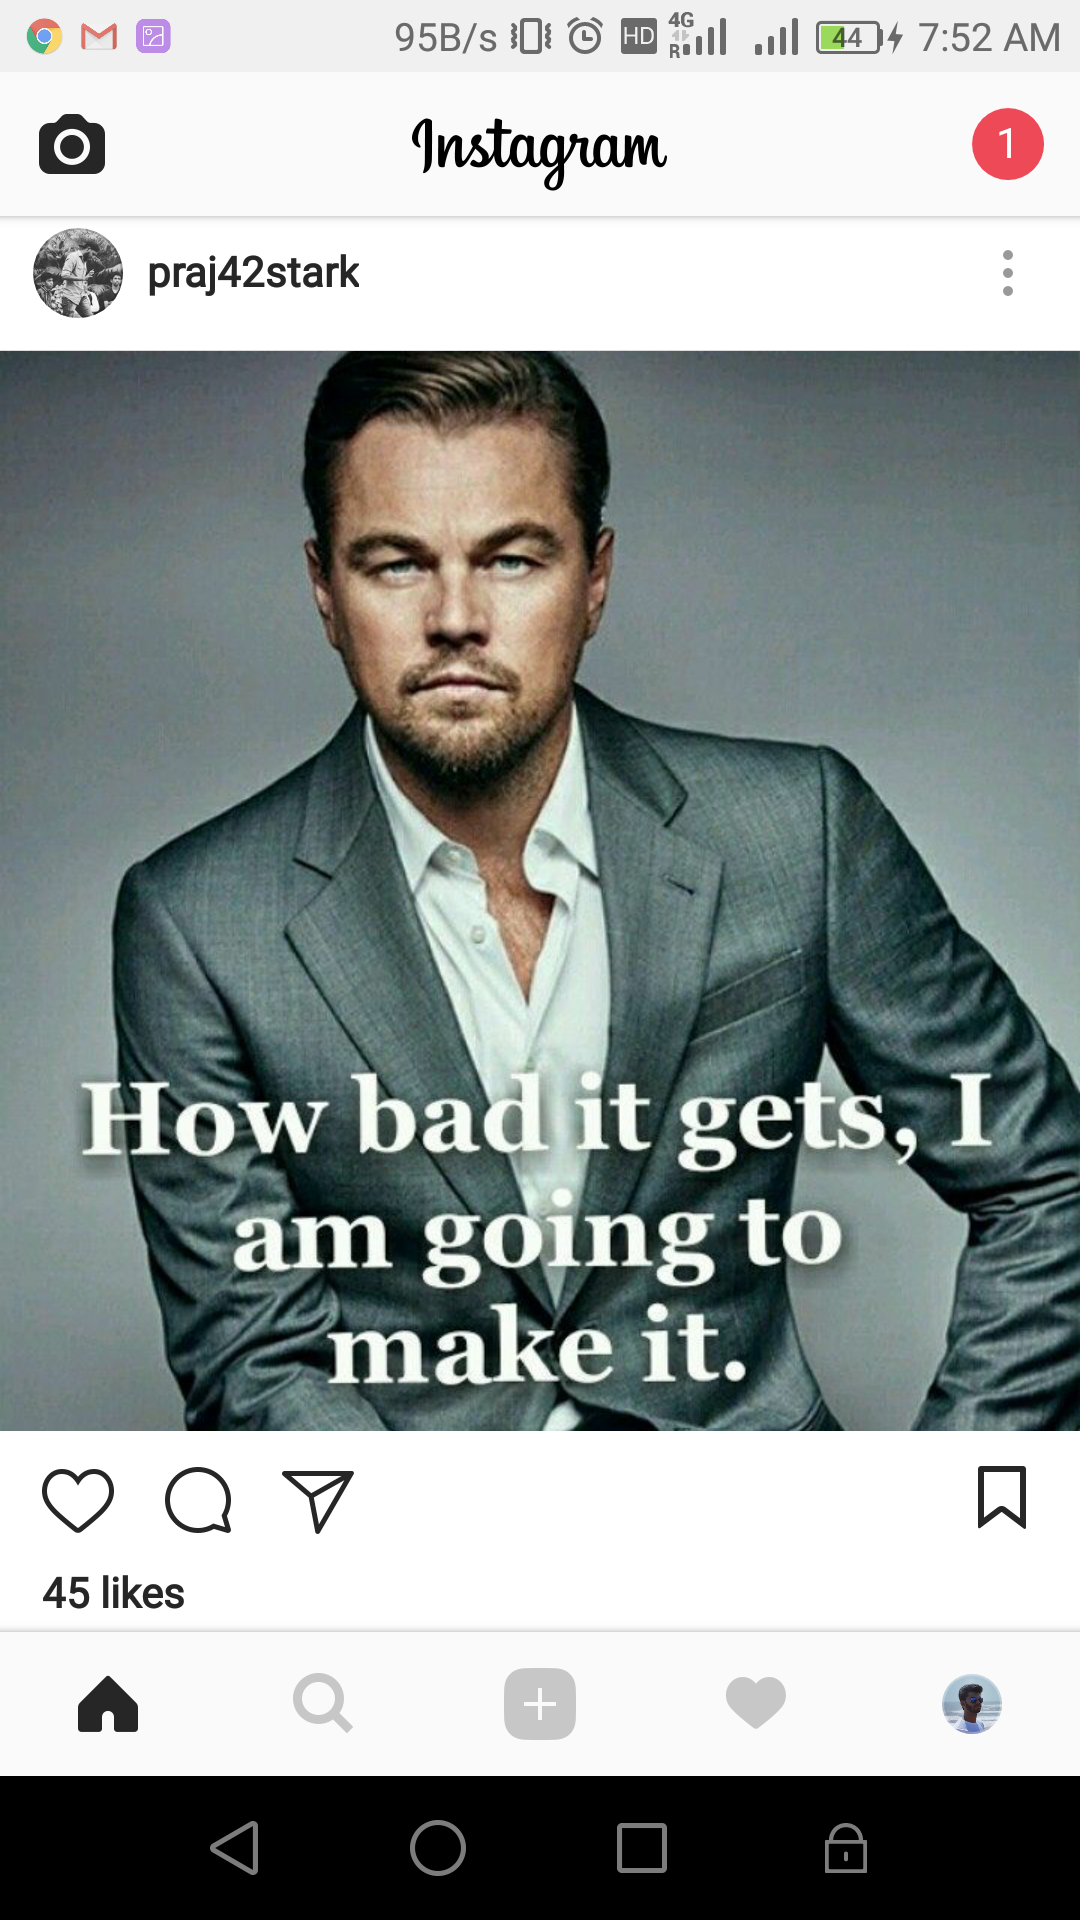 95B/s HD 4G R 44 7:52 AM
Instagram 1
praj42stark
How bad it gets, I
am going to
make it.
45 likes